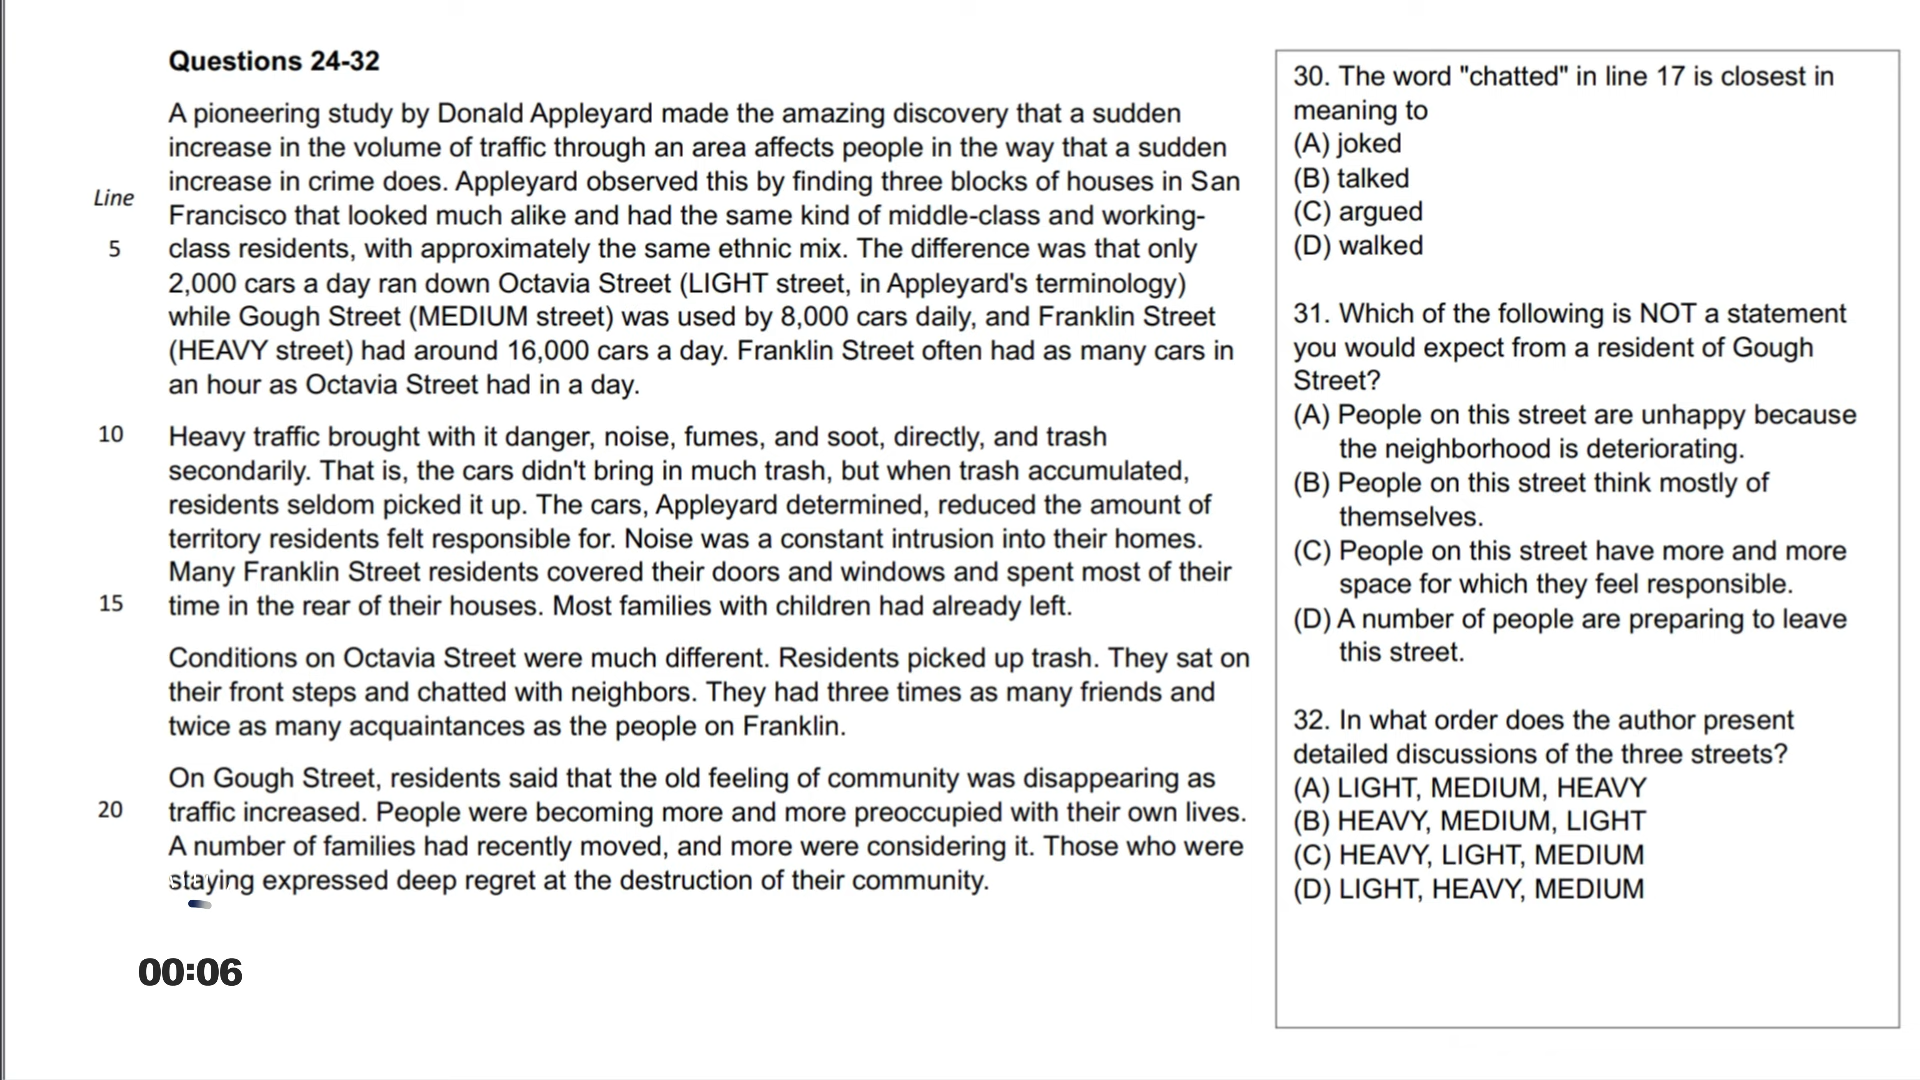 Questions 24-32
A pioneering study by Donald Appleyard made the amazing discovery that a sudden
increase in the volume of traffic through an area affects people in the way that a sudden
Line
increase in crime does. Appleyard observed this by finding three blocks of houses in San
Francisco that looked much alike and had the same kind of middle-class and working-
5 class residents, with approximately the same ethnic mix. The difference was that only
2,000 cars a day ran down Octavia Street (LIGHT street, in Appleyard's terminology)
while Gough Street (MEDIUM street) was used by 8,000 cars daily, and Franklin Street
(HEAVY street) had around 16,000 cars a day. Franklin Street often had as many cars in
an hour as Octavia Street had in a day.
10 Heavy traffic brought with it danger, noise, fumes, and soot, directly, and trash
secondarily. That is, the cars didn't bring in much trash, but when trash accumulated,
residents seldom picked it up. The cars, Appleyard determined, reduced the amount of
territory residents felt responsible for. Noise was a constant intrusion into their homes.
Many Franklin Street residents covered their doors and windows and spent most of their
15 time in the rear of their houses. Most families with children had already left.
Conditions on Octavia Street were much different. Residents picked up trash. They sat on
their front steps and chatted with neighbors. They had three times as many friends and
twice as many acquaintances as the people on Franklin.
On Gough Street, residents said that the old feeling of community was disappearing as
20 traffic increased. People were becoming more and more preoccupied with their own lives.
A number of families had recently moved, and more were considering it. Those who were
staying expressed deep regret at the destruction of their community.
00:06
30. The word "chatted" in line 17 is closest in
meaning to
(A) joked
(B) talked
(C) argued
(D) walked
31. Which of the following is NOT a statement
you would expect from a resident of Gough
Street?
(A) People on this street are unhappy because
the neighborhood is deteriorating.
(B) People on this street think mostly of
themselves.
(C) People on this street have more and more
space for which they feel responsible.
(D) A number of people are preparing to leave
this street.
32. In what order does the author present
detailed discussions of the three streets?
(A) LIGHT, MEDIUM, HEAVY
(B) HEAVY, MEDIUM, LIGHT
(C) HEAVY, LIGHT, MEDIUM
(D) LIGHT, HEAVY, MEDIUM